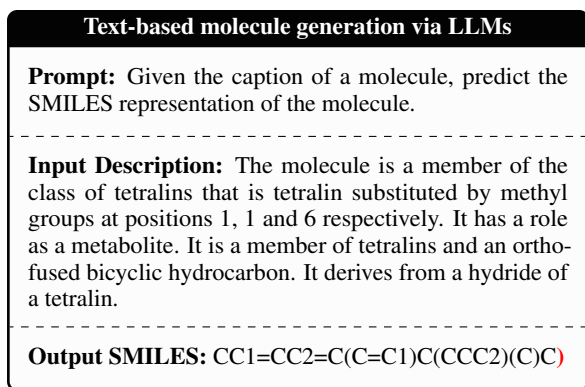 Text-based molecule generation via LLMs
Prompt: Given the caption of a molecule, predict the
SMILES representation of the molecule.
Input Description: The molecule is a member of the
class of tetralins that is tetralin substituted by methyl
groups at positions 1, 1 and 6 respectively. It has a role
as a metabolite. It is a member of tetralins and an ortho-
fused bicyclic hydrocarbon. It derives from a hydride of
a tetralin.
Output SMILES: CC1=CC2=C(C=C1)C(CCC2)(C)C)